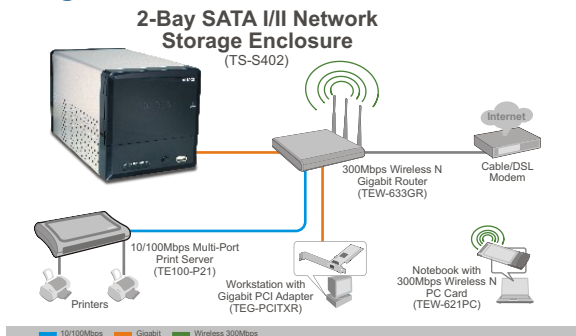 2-Bay SATA I/II Network
Storage Enclosure
(TS-S402)
Internet
300Mbps Wireless N
Gigabit Router
(TEW-633GR)
Cable/DSL
Modem
10/100Mbps Multi-Port
Print Server
(TE100-P21)
Printers
Workstation with
Gigabit PCI Adapter
(TEG-PCITXR)
Notebook with
300Mbps Wireless N
PC Card
(TEW-621PC)
10/100Mbps
Gigabit
Wireless 300Mbps